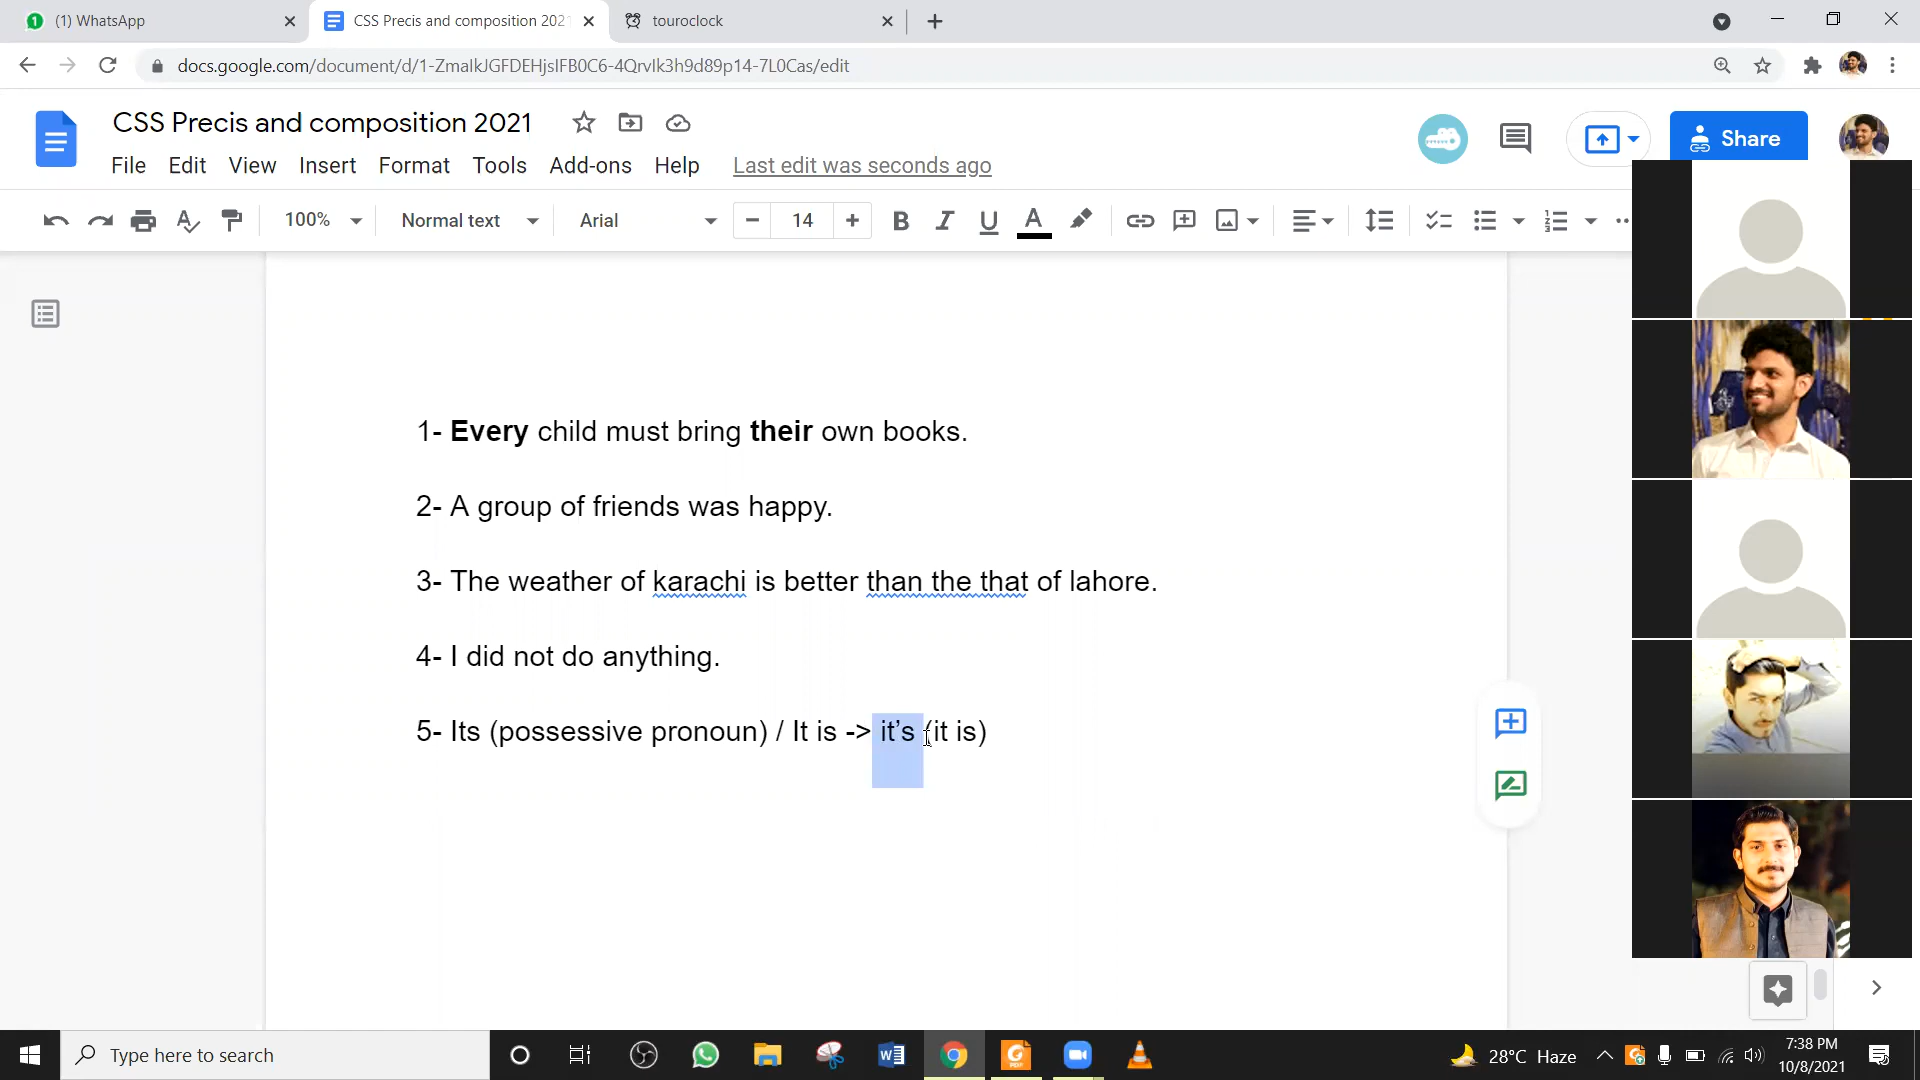 (1) WhatsApp
CSS Precis and composition 2021
touroclock
docs.google.com/document/d/1-ZmaIkJGFDEHjsIFB0C6-4QrvIk3h9d89p14-7L0Cas/edit
CSS Precis and composition 2021
Share
File Edit View Insert Format Tools Add-ons Help Last edit was seconds ago
100% Normal text Arial 14
1- Every child must bring their own books.
2- A group of friends was happy.
3- The weather of karachi is better than the that of lahore.
4- I did not do anything.
5- Its (possessive pronoun) / It is -> it’s (it is)
Type here to search
28°C Haze
7:38 PM
10/8/2021